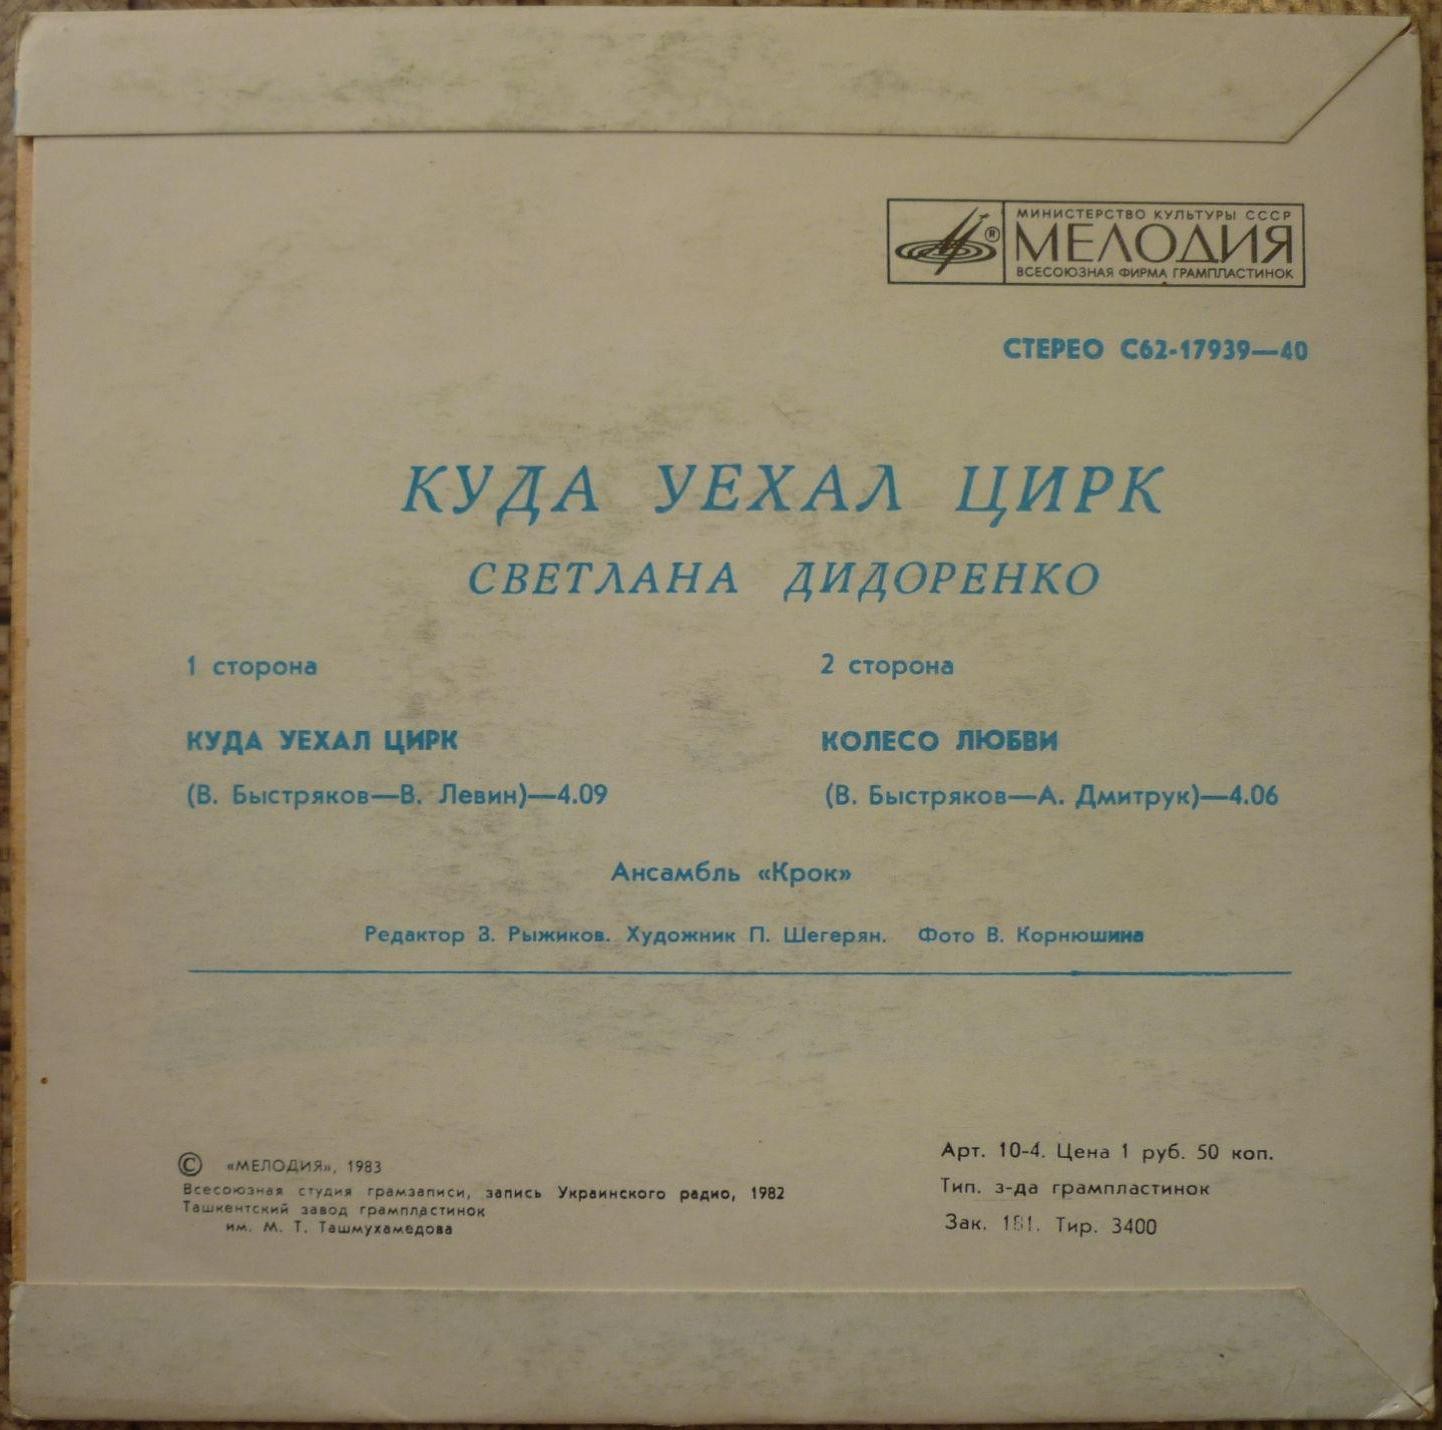 МИНИСТЕРСТВО КУЛЬТУРЫ СССР
МЕЛОДИЯ
ВСЕСОЮЗНАЯ ФИРМА ГРАМПЛАСТИНОК
СТЕРЕО С62-17939—40
КУДА УЕХАЛ ЦИРК
СВЕТЛАНА ДИДОРЕНКО
1 сторона
КУДА УЕХАЛ ЦИРК
(В. Быстряков—В. Левин)—4.09
2 сторона
КОЛЕСО ЛЮБВИ
(В. Быстряков—А. Дмитрук)—4.06
Ансамбль «Крок»
Редактор З. Рыжиков. Художник П. Шегерян. Фото В. Корнюшина
© «МЕЛОДИЯ», 1983
Всесоюзная студия грамзаписи, запись Украинского радио, 1982
Ташкентский завод грампластинок
им. М. Т. Ташмухамедова
Арт. 10-4. Цена 1 руб. 50 коп.
Тип. з-да грампластинок
Зак. 181. Тир. 3400